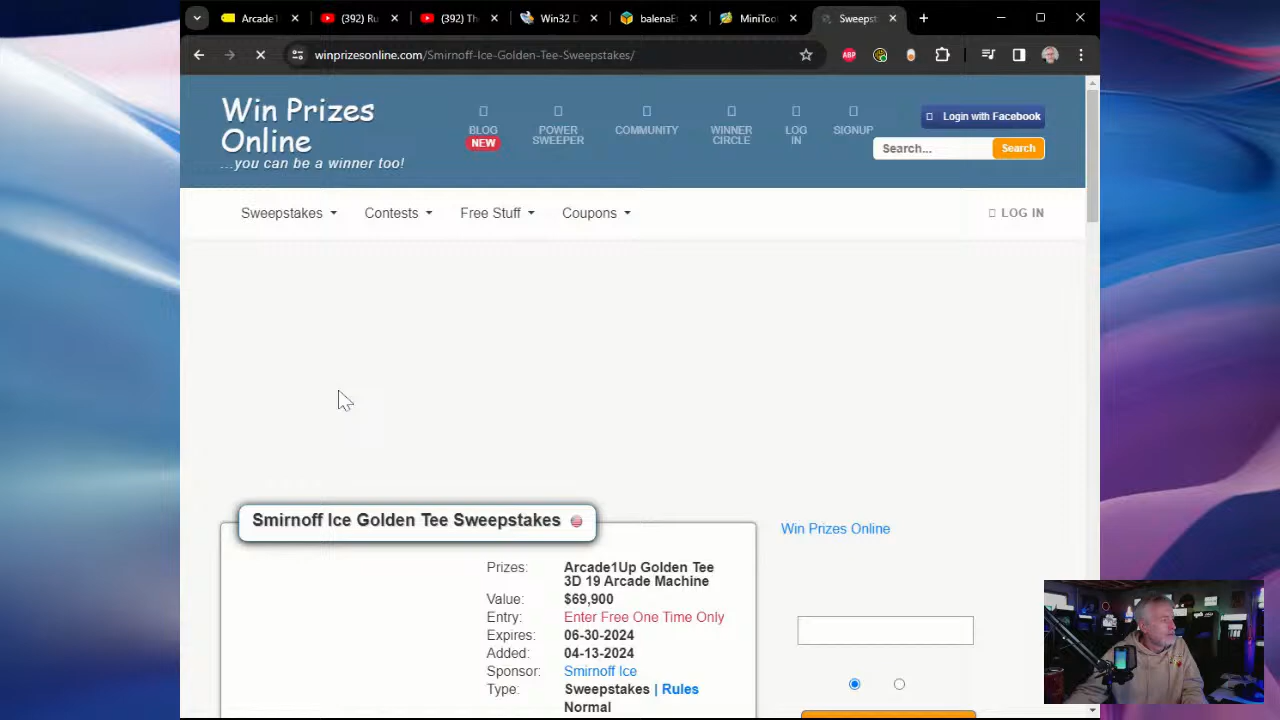 Arcade1
(392) Ru
(392) Th
Win32 D
balenaE
MiniToo
Sweepst
winprizesonline.com/Smirnoff-Ice-Golden-Tee-Sweepstakes/
ABP
Win Prizes
Online
...you can be a winner too!
BLOG
NEW
POWER
SWEEPER
COMMUNITY
WINNER
CIRCLE
LOG
IN
SIGNUP
Login with Facebook
Search...
Search
Sweepstakes
Contests
Free Stuff
Coupons
LOG IN
Smirnoff Ice Golden Tee Sweepstakes
Win Prizes Online
Prizes: Arcade1Up Golden Tee
3D 19 Arcade Machine
Value: $69,900
Entry: Enter Free One Time Only
Expires: 06-30-2024
Added: 04-13-2024
Sponsor: Smirnoff Ice
Type: Sweepstakes | Rules
Normal